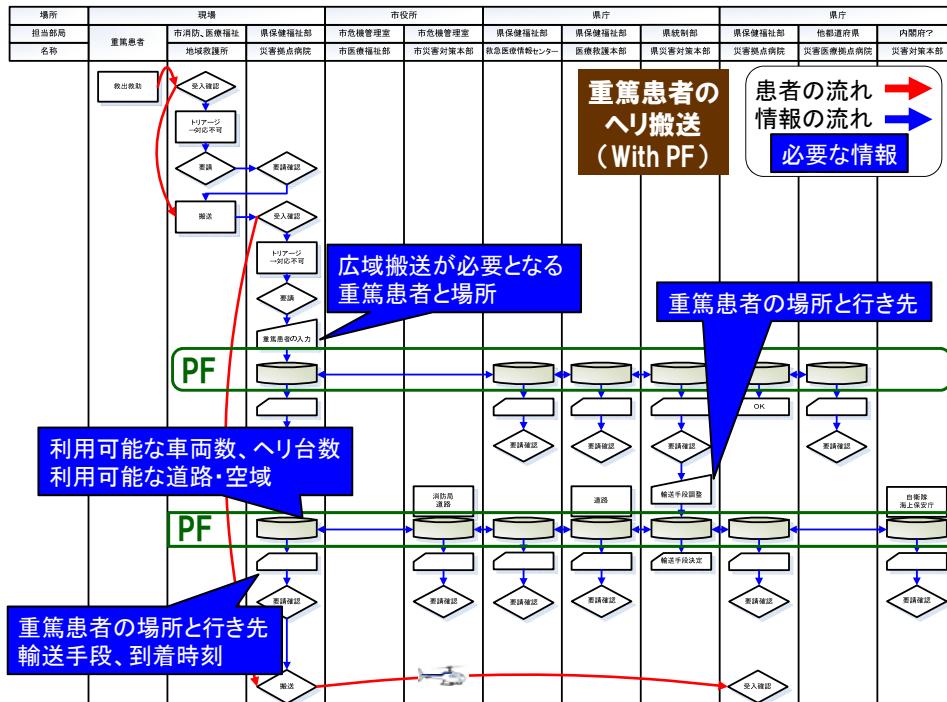 場所
現場
市役所
県庁
県庁
担当部局
重篤患者
市消防、医療福祉
県保健福祉部
市危機管理室
市危機管理室
県保健福祉部
県保健福祉部
県統制部
県保健福祉部
他都道府県
内閣府?
名称
地域救護所
災害拠点病院
市医療福祉部
市災害対策本部
救急医療情報センター
医療救護本部
県災害対策本部
災害拠点病院
災害医療拠点病院
災害対策本部
救出救助
受入確認
トリアージ
→対応不可
要請
要請確認
搬送
受入確認
トリアージ
→対応不可
要請
重篤患者の入力
重篤患者の
ヘリ搬送
(With PF)
患者の流れ
情報の流れ
必要な情報
広域搬送が必要となる
重篤患者と場所
重篤患者の場所と行き先
PF
OK
要請確認
要請確認
要請確認
要請確認
利用可能な車両数、ヘリ台数
利用可能な道路・空域
輸送手段調整
消防局
道路
道路
自衛隊
海上保安庁
PF
輸送手段決定
要請確認
要請確認
要請確認
要請確認
要請確認
要請確認
重篤患者の場所と行き先
輸送手段、到着時刻
搬送
受入確認